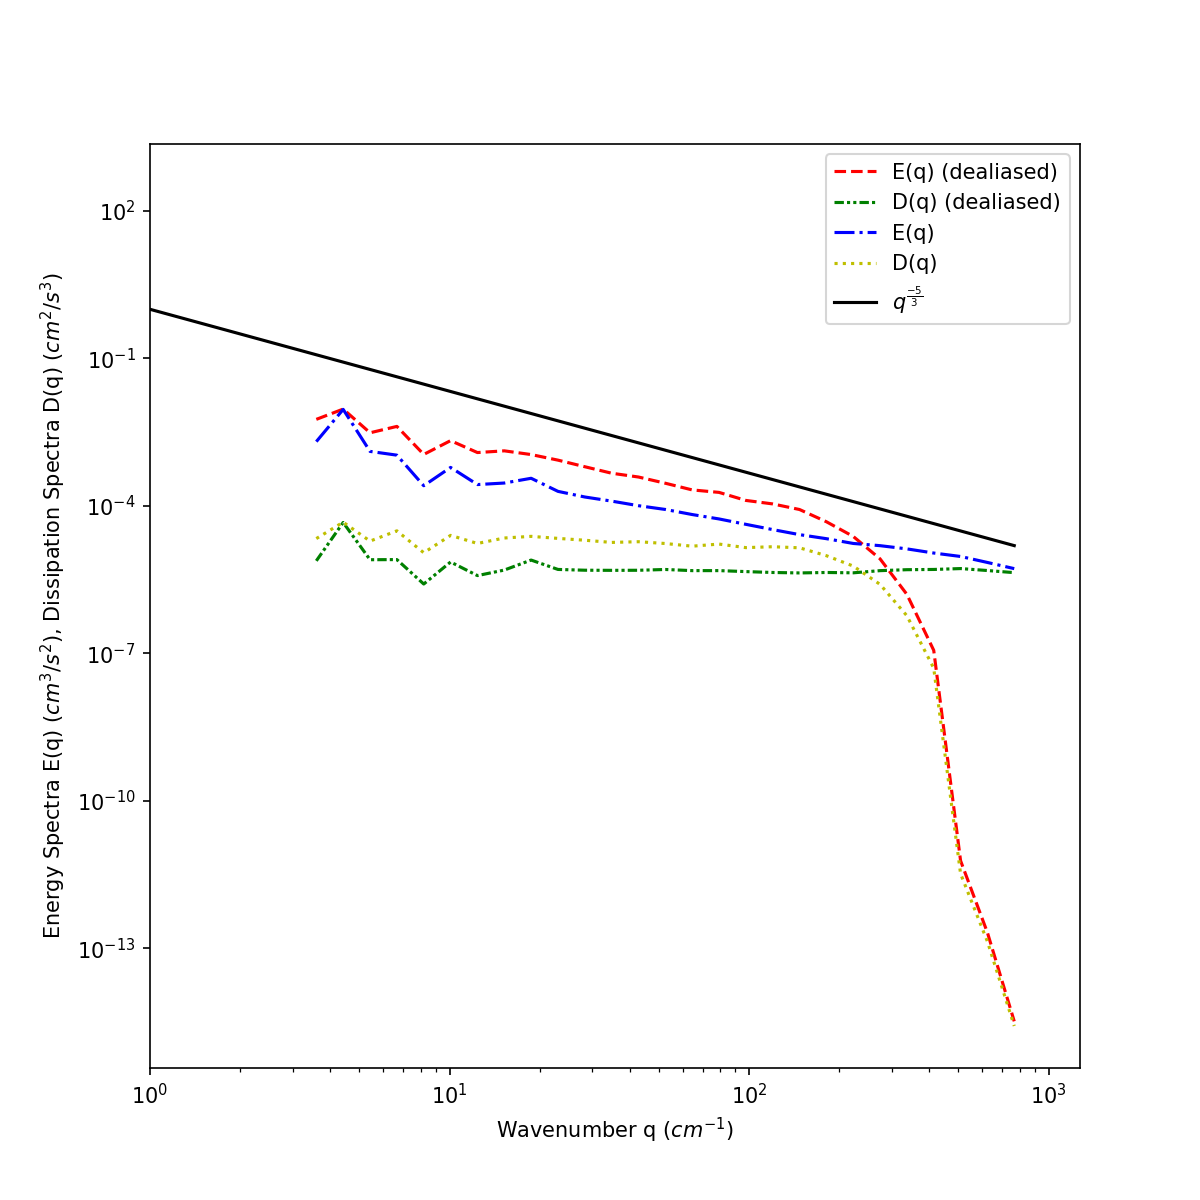 E(q) (dealiased)
D(q) (dealiased)
E(q)
D(q)
$q^{\frac{-5}{3}}$
Energy Spectra E(q) ($cm^3/s^2$), Dissipation Spectra D(q) ($cm^2/s^3$)
$10^2$
$10^{-1}$
$10^{-4}$
$10^{-7}$
$10^{-10}$
$10^{-13}$
$10^0$ $10^1$ $10^2$ $10^3$
Wavenumber q ($cm^{-1}$)